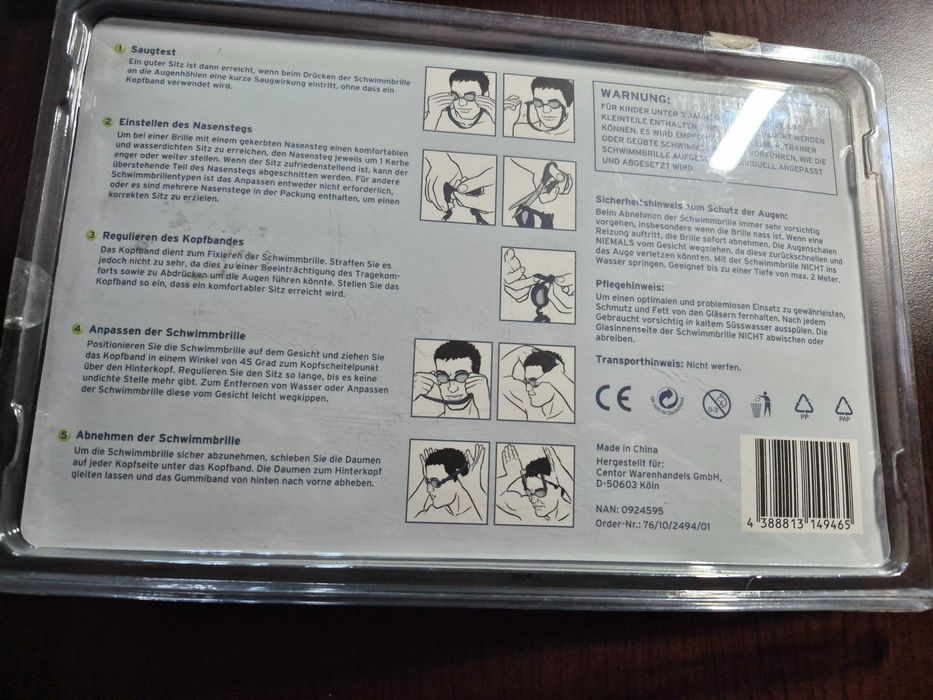 1 Saugtest
Ein guter Sitz ist dann erreicht, wenn beim Drücken der Schwimmbrille
an die Augenhöhlen eine kurze Saugwirkung eintritt, ohne dass ein
Kopfband verwendet wird.
2 Einstellen des Nasenstegs
Um bei einer Brille mit einem gekerbten Nasensteg einen komfortablen
und wasserdichten Sitz zu erreichen, den Nasensteg jeweils um 1 Kerbe
enger oder weiter stellen. Wenn der Sitz zufriedenstellend ist, kann der
überstehende Teil des Nasenstegs abgeschnitten werden. Für andere
Schwimmbrillentypen ist das Anpassen entweder nicht erforderlich,
oder es sind mehrere Nasenstege in der Packung enthalten, um einen
korrekten Sitz zu erzielen.
3 Regulieren des Kopfbandes
Das Kopfband dient zum Fixieren der Schwimmbrille. Straffen Sie es
jedoch nicht zu sehr, da dies zu einer Beeinträchtigung des Tragekom-
forts sowie zu Abdrücken um die Augen führen könnte. Stellen Sie das
Kopfband so ein, dass ein komfortabler Sitz erreicht wird.
4 Anpassen der Schwimmbrille
Positionieren Sie die Schwimmbrille auf dem Gesicht und ziehen Sie
das Kopfband in einem Winkel von 45 Grad zum Kopfscheitelpunkt
über den Hinterkopf. Regulieren Sie den Sitz so lange, bis es keine
undichte Stelle mehr gibt. Zum Entfernen von Wasser oder Anpassen
der Schwimmbrille diese vom Gesicht leicht wegkippen.
5 Abnehmen der Schwimmbrille
Um die Schwimmbrille sicher abzunehmen, schieben Sie die Daumen
auf jeder Kopfseite unter das Kopfband. Die Daumen zum Hinterkopf
gleiten lassen und das Gummiband von hinten nach vorne abheben.
WARNUNG:
FÜR KINDER UNTER 3 JAHREN
KLEINTEILE ENTHALTEN WERDEN
KÖNNEN. ES WIRD TRAINER
ODER GEÜBTE WIE DIE
SCHWIMMBRILLE ANGEPASST
UND ABGESETZT WIRD.
Sicherheitshinweis zum Schutz der Augen:
Beim Abnehmen der Schwimmbrille immer sehr vorsichtig
vorgehen, insbesondere wenn die Brille nass ist. Wenn eine
Reizung auftritt, die Brille sofort abnehmen. Die Augenschalen
NIEMALS vom Gesicht wegziehen, da diese zurückschnellen und
das Auge verletzen könnten. Mit der Schwimmbrille NICHT ins
Wasser springen. Geeignet bis zu einer Tiefe von max. 2 Meter.
Pflegehinweis:
Um einen optimalen und problemlosen Einsatz zu gewährleisten,
Schmutz und Fett von den Gläsern fernhalten. Nach jedem
Gebrauch vorsichtig in kaltem Süsswasser ausspülen. Die
Glasinnenseite der Schwimmbrille NICHT abwischen oder
abreiben.
Transporthinweis: Nicht werfen.
CE
Gilt nicht für Deutschland
0-3
PP
PAP
Made in China
Hergestellt für:
Centor Warenhandels GmbH,
D-50603 Köln
NAN: 0924595
Order-Nr.: 76/10/2494/01
4 388813 149465